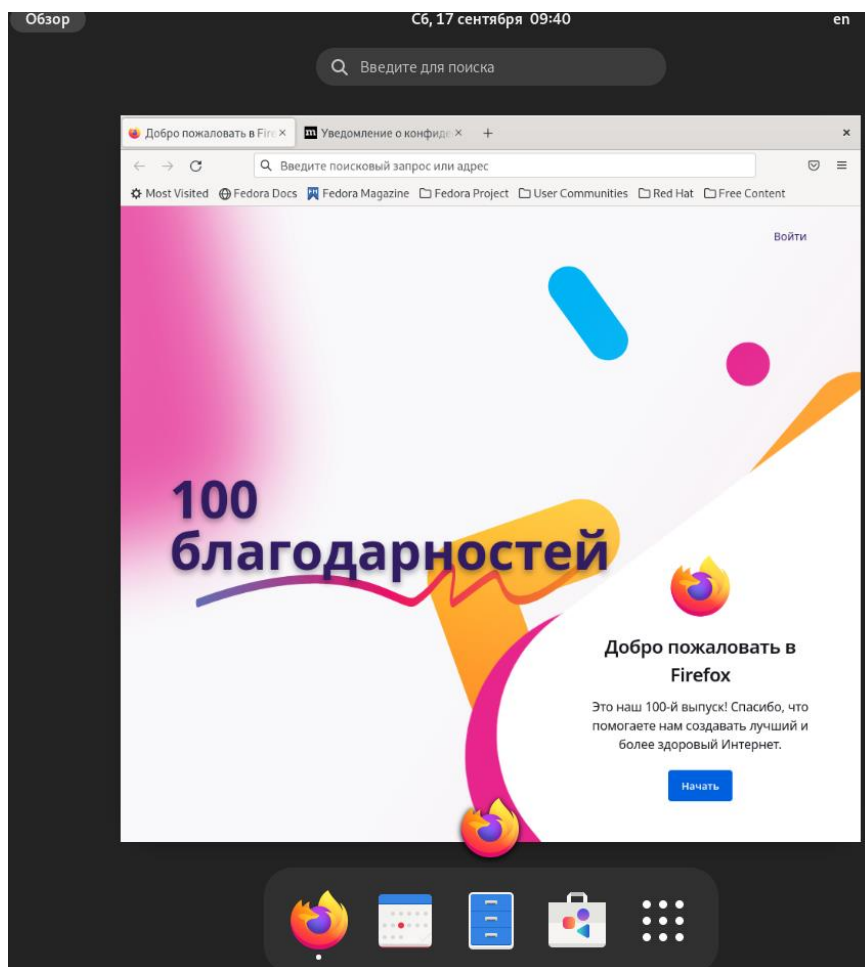 Обзор
Сб, 17 сентября 09:40
en
Введите для поиска
Добро пожаловать в Fire
m Уведомление о конфиде
Введите поисковый запрос или адрес
Most Visited Fedora Docs Fedora Magazine Fedora Project User Communities Red Hat Free Content
Войти
100
благодарностей
Добро пожаловать в
Firefox
Это наш 100-й выпуск! Спасибо, что
помогаете нам создавать лучший и
более здоровый Интернет.
Начать